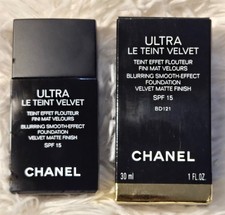 ULTRA
LE TEINT VELVET
TEINT EFFET FLOUTEUR
FINI MAT VELOURS
BLURRING SMOOTH-EFFECT
FOUNDATION
VELVET MATTE FINISH
SPF 15
CHANEL
ULTRA
LE TEINT VELVET
TEINT EFFET FLOUTEUR
FINI MAT VELOURS
BLURRING SMOOTH-EFFECT
FOUNDATION
VELVET MATTE FINISH
SPF 15
BD121
CHANEL
30 ml 1 FL. OZ.